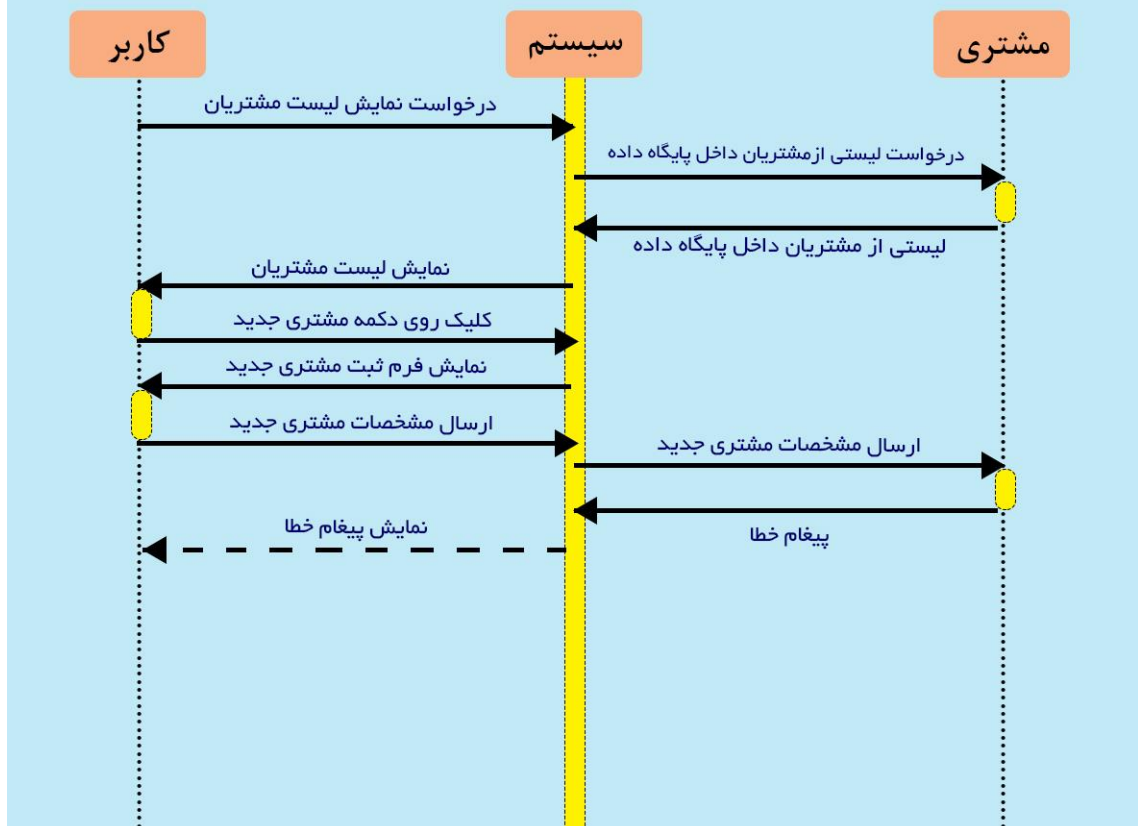 کاربر
سیستم
مشتری
درخواست نمایش لیست مشتریان
درخواست لیستی ازمشتریان داخل پایگاه داده
لیستی از مشتریان داخل پایگاه داده
نمایش لیست مشتریان
کلیک روی دکمه مشتری جدید
نمایش فرم ثبت مشتری جدید
ارسال مشخصات مشتری جدید
ارسال مشخصات مشتری جدید
پیغام خطا
نمایش پیغام خطا